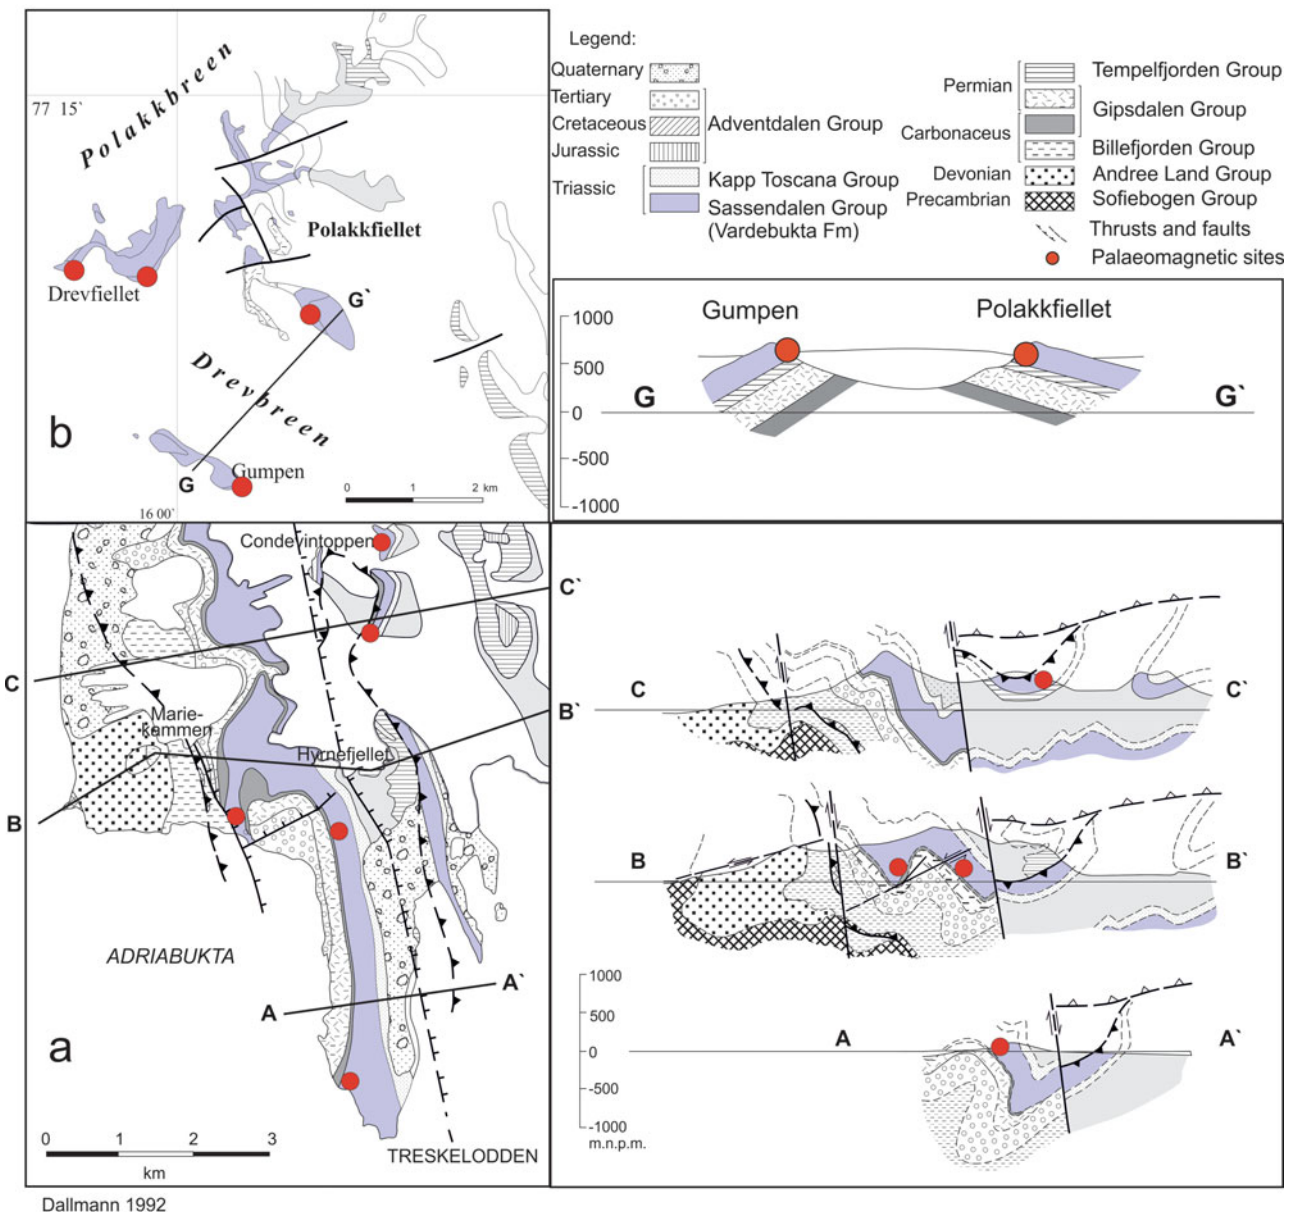 Polakkbreen
77 15`
Polakkfiellet
Drevfiellet
G`
Drevbreen
b
Gumpen
G
0 1 2 km
16 00`
Legend:
Quaternary
Tertiary
Cretaceous
Jurassic
Adventdalen Group
Triassic
Kapp Toscana Group
Sassendalen Group
(Vardebukta Fm)
Permian
Tempelfjorden Group
Gipsdalen Group
Carbonaceus
Billefjorden Group
Devonian
Andree Land Group
Precambrian
Sofiebogen Group
Thrusts and faults
Palaeomagnetic sites
Gumpen
Polakkfiellet
1000
500
0
-500
-1000
G
G`
Condevintoppen
C`
C
Marie-
kammen
B`
Hyrnefjellet
B
ADRIABUKTA
A`
A
a
0 1 2 3
km
TRESKELODDEN
C
C`
B
B`
1000
500
0
-500
-1000
m.n.p.m.
A
A`
Dallmann 1992